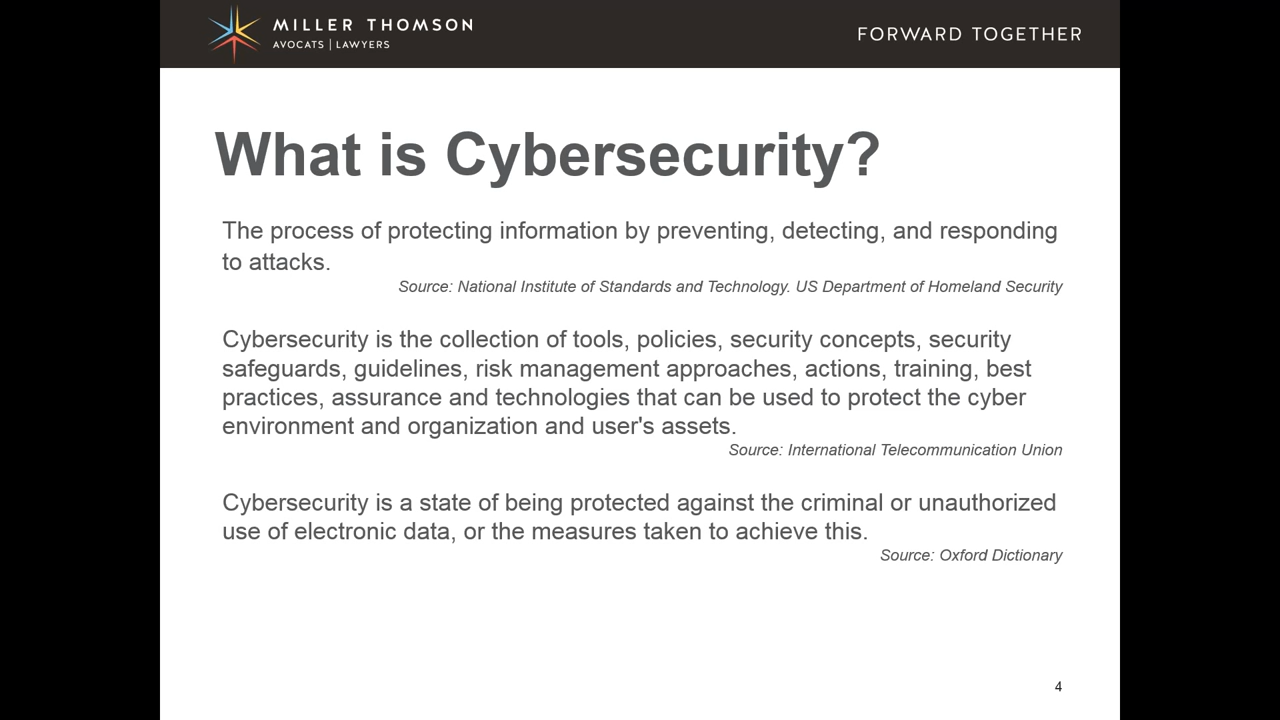 MILLER THOMSON
AVOCATS | LAWYERS
FORWARD TOGETHER
What is Cybersecurity?
The process of protecting information by preventing, detecting, and responding
to attacks.
Source: National Institute of Standards and Technology. US Department of Homeland Security
Cybersecurity is the collection of tools, policies, security concepts, security
safeguards, guidelines, risk management approaches, actions, training, best
practices, assurance and technologies that can be used to protect the cyber
environment and organization and user's assets.
Source: International Telecommunication Union
Cybersecurity is a state of being protected against the criminal or unauthorized
use of electronic data, or the measures taken to achieve this.
Source: Oxford Dictionary
4